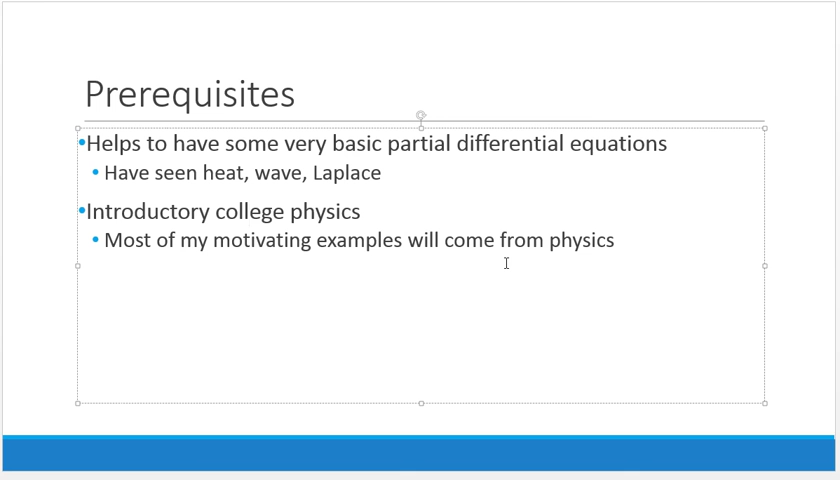 Prerequisites
•Helps to have some very basic partial differential equations
• Have seen heat, wave, Laplace
•Introductory college physics
• Most of my motivating examples will come from physics